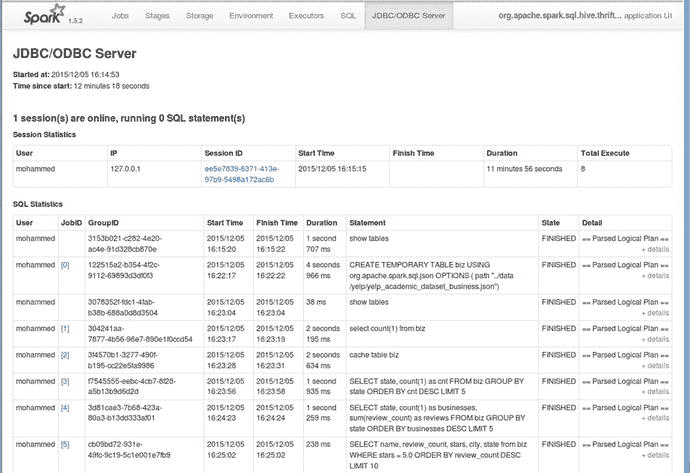 Spark 1.5.2 Jobs Stages Storage Environment Executors SQL JDBC/ODBC Server org.apache.spark.sql.hive.thrift... application UI
JDBC/ODBC Server
Started at: 2015/12/05 16:14:53
Time since start: 12 minutes 18 seconds
1 session(s) are online, running 0 SQL statement(s)
Session Statistics
User IP Session ID Start Time Finish Time Duration Total Execute
mohammed 127.0.0.1 ee5e7839-6371-413e- 2015/12/05 16:15:15 11 minutes 56 seconds 8
97b9-5498a172ac6b
SQL Statistics
User JobID GroupID Start Time Finish Time Duration Statement State Detail
mohammed 3153b021-c282-4e20- 2015/12/05 2015/12/05 1 second show tables FINISHED == Parsed Logical Plan ==
ac4e-91d328cb870e 16:15:20 16:15:22 707 ms + details
mohammed [0] 122515a2-b354-4f2c- 2015/12/05 2015/12/05 4 seconds CREATE TEMPORARY TABLE biz USING FINISHED == Parsed Logical Plan ==
9112-69893d3df0f3 16:22:17 16:22:22 966 ms org.apache.spark.sql.json OPTIONS ( path "../data + details
/yelp/yelp_academic_dataset_business.json")
mohammed 3078352f-fdc1-4fab- 2015/12/05 2015/12/05 38 ms show tables FINISHED == Parsed Logical Plan ==
b38b-688a0d8d3504 16:23:04 16:23:04 + details
mohammed [1] 304241aa- 2015/12/05 2015/12/05 2 seconds select count(1) from biz FINISHED == Parsed Logical Plan ==
7877-4b56-96e7-890e1f0ccd54 16:23:17 16:23:19 195 ms + details
mohammed [2] 3f4570b1-3277-490f- 2015/12/05 2015/12/05 2 seconds cache table biz FINISHED == Parsed Logical Plan ==
b195-cc22e5fa9986 16:23:28 16:23:31 634 ms + details
mohammed [3] f7545555-eebc-4cb7-8f28- 2015/12/05 2015/12/05 1 second SELECT state, count(1) as cnt FROM biz GROUP BY FINISHED == Parsed Logical Plan ==
a5b13b9d6d2d 16:23:56 16:23:58 935 ms state ORDER BY cnt DESC LIMIT 5 + details
mohammed [4] 3d81cae3-7b68-423a- 2015/12/05 2015/12/05 1 second SELECT state, count(1) as businesses, FINISHED == Parsed Logical Plan ==
80a3-b13dd333af01 16:24:23 16:24:24 259 ms sum(review_count) as reviews FROM biz GROUP BY + details
state ORDER BY businesses DESC LIMIT 5
mohammed [5] cb09bd72-931e- 2015/12/05 2015/12/05 238 ms SELECT name, review_count, stars, city, state from biz FINISHED == Parsed Logical Plan ==
49fc-9c19-5c1e001e7fb9 16:25:02 16:25:02 WHERE stars = 5.0 ORDER BY review_count DESC + details
LIMIT 10